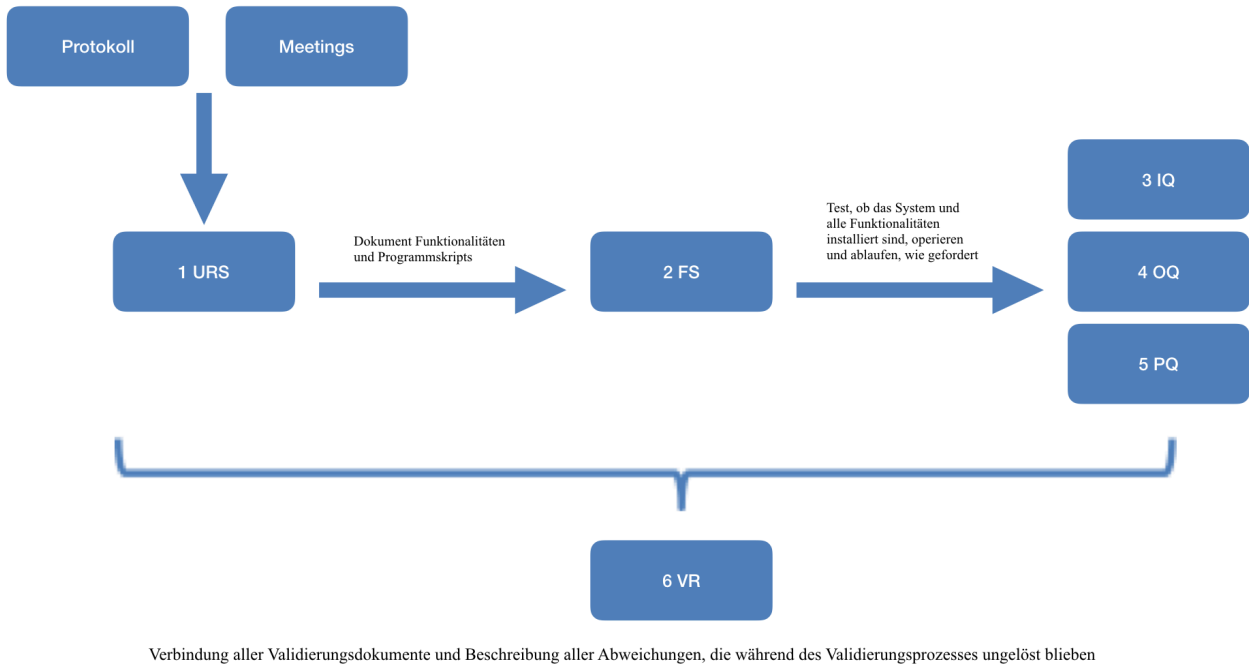 Protokoll
Meetings
3 IQ
Test, ob das System und
alle Funktionalitäten
installiert sind, operieren
und ablaufen, wie gefordert
Dokument Funktionalitäten
und Programmskripts
1 URS
2 FS
4 OQ
5 PQ
6 VR
Verbindung aller Validierungsdokumente und Beschreibung aller Abweichungen, die während des Validierungsprozesses ungelöst blieben